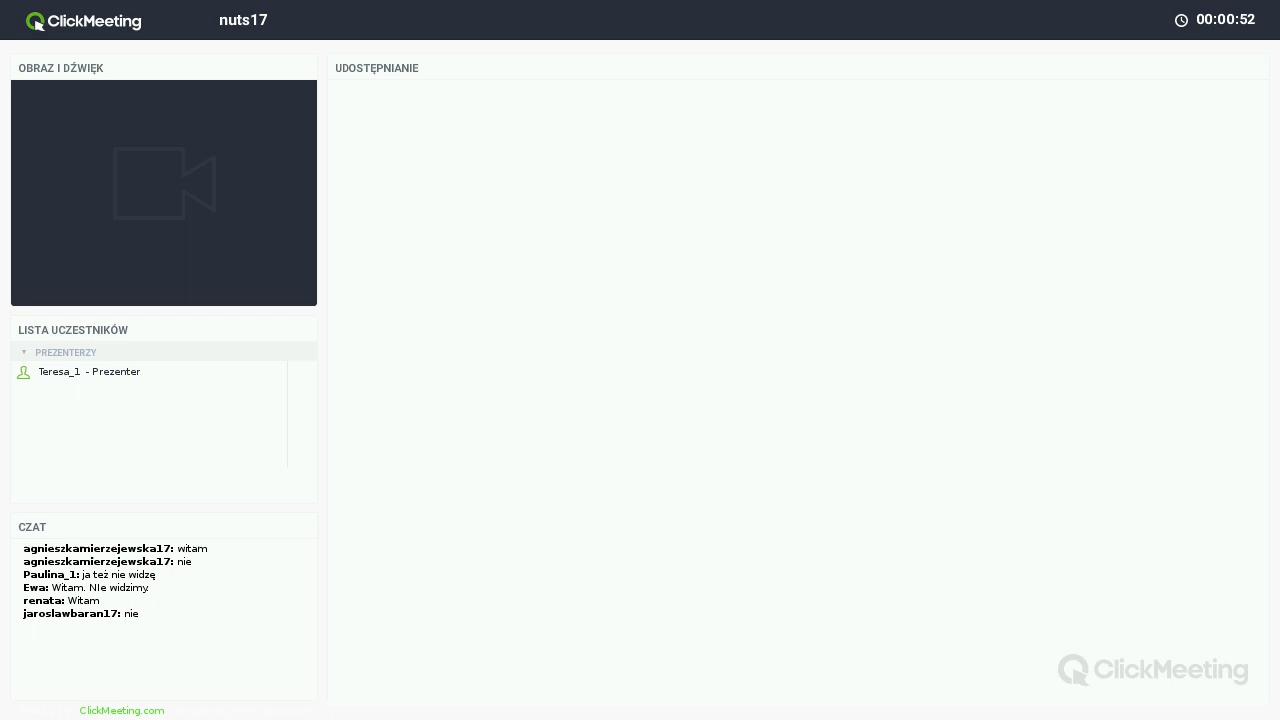 ClickMeeting
nuts17
00:00:52
OBRAZ I DŹWIĘK
UDOSTĘPNIANIE
LISTA UCZESTNIKÓW
PREZENTERZY
Teresa_1 - Prezenter
CZAT
agnieszkamierzejewska17: witam
agnieszkamierzejewska17: nie
Paulina_1: ja też nie widzę
Ewa: Witam. NIe widzimy.
renata: Witam
jaroslawbaran17: nie
ClickMeeting
ClickMeeting.com